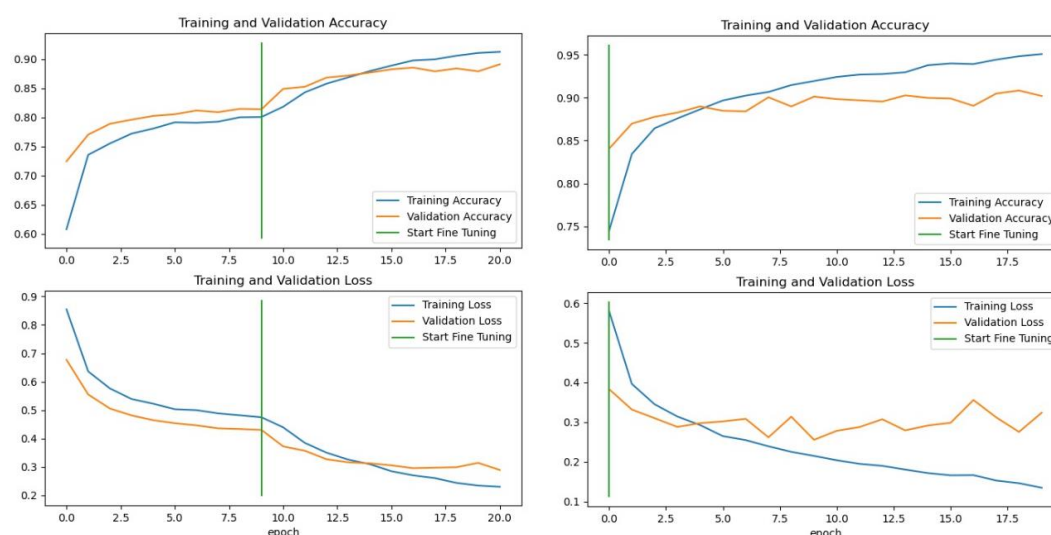 Training and Validation Accuracy
0.90
0.85
0.80
0.75
0.70
0.65
0.60
Training Accuracy
Validation Accuracy
Start Fine Tuning
0.0 2.5 5.0 7.5 10.0 12.5 15.0 17.5 20.0
Training and Validation Loss
0.9
0.8
0.7
0.6
0.5
0.4
0.3
0.2
Training Loss
Validation Loss
Start Fine Tuning
0.0 2.5 5.0 7.5 10.0 12.5 15.0 17.5 20.0
epoch
Training and Validation Accuracy
0.95
0.90
0.85
0.80
0.75
Training Accuracy
Validation Accuracy
Start Fine Tuning
0.0 2.5 5.0 7.5 10.0 12.5 15.0 17.5
Training and Validation Loss
0.6
0.5
0.4
0.3
0.2
0.1
Training Loss
Validation Loss
Start Fine Tuning
0.0 2.5 5.0 7.5 10.0 12.5 15.0 17.5
epoch